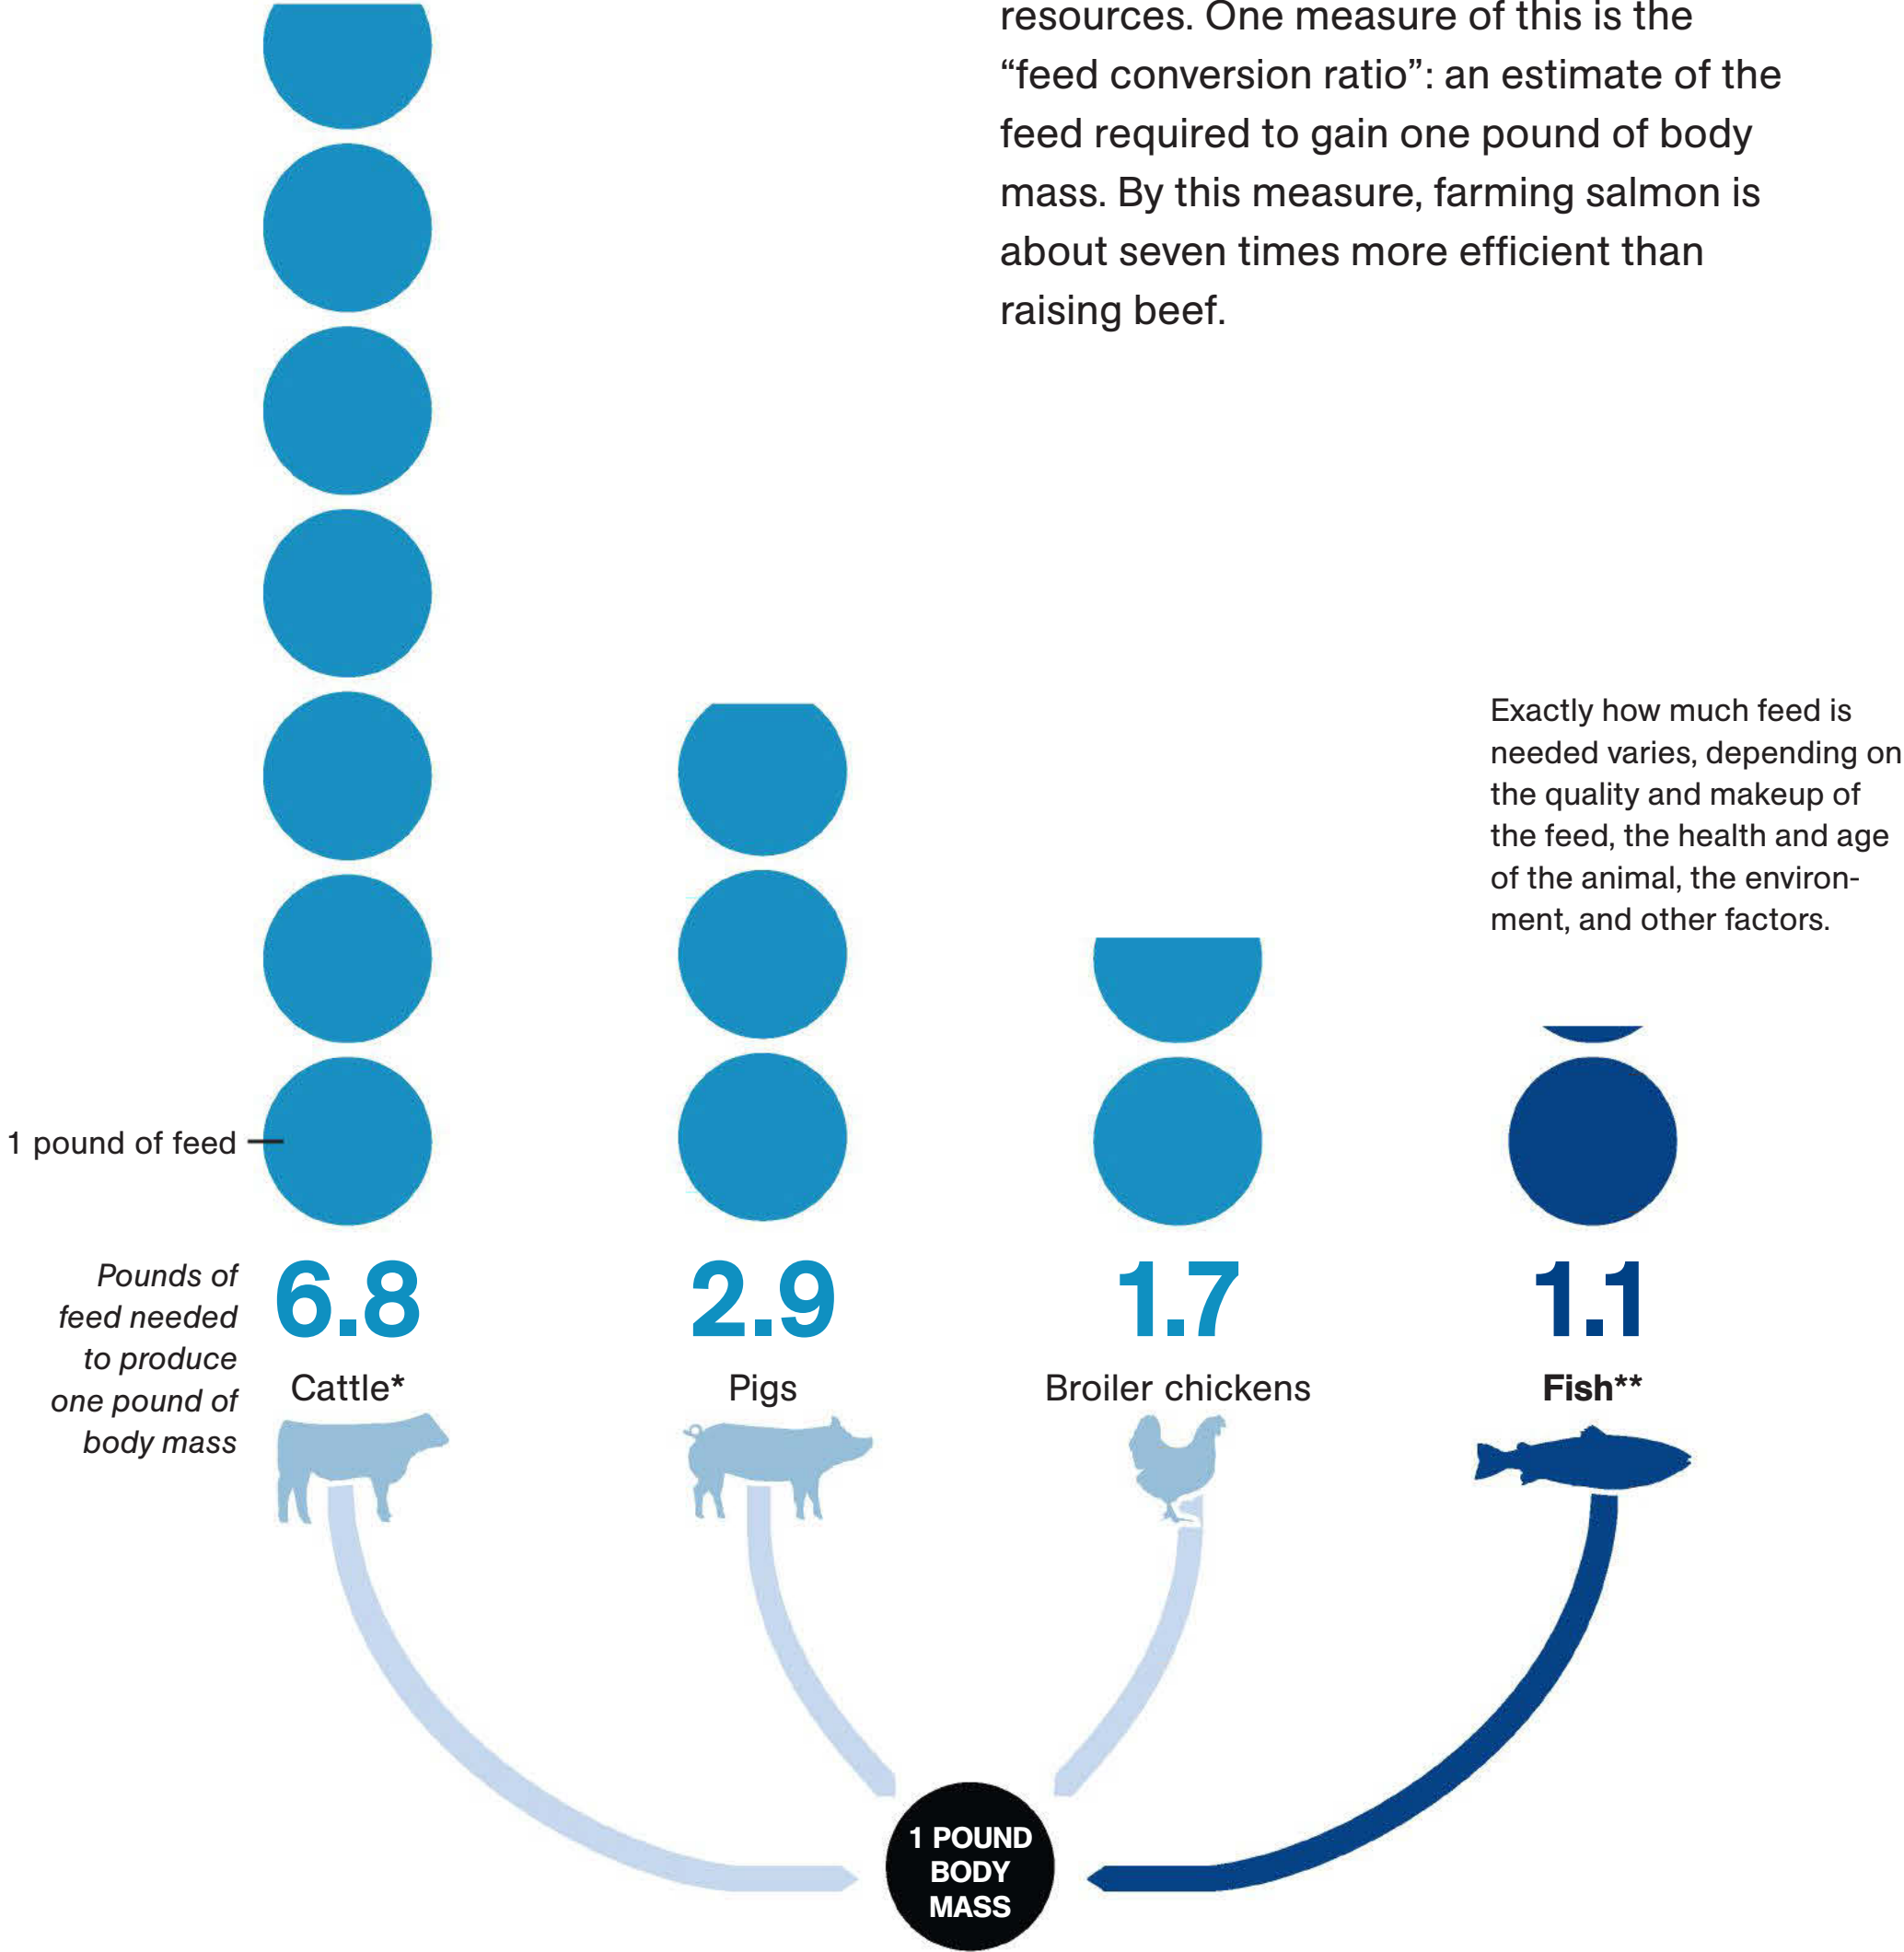 resources. One measure of this is the
“feed conversion ratio”: an estimate of the
feed required to gain one pound of body
mass. By this measure, farming salmon is
about seven times more efficient than
raising beef.
Exactly how much feed is
needed varies, depending on
the quality and makeup of
the feed, the health and age
of the animal, the environ-
ment, and other factors.
1 pound of feed
Pounds of
feed needed
to produce
one pound of
body mass
6.8
Cattle*
2.9
Pigs
1.7
Broiler chickens
1.1
Fish**
1 POUND
BODY
MASS